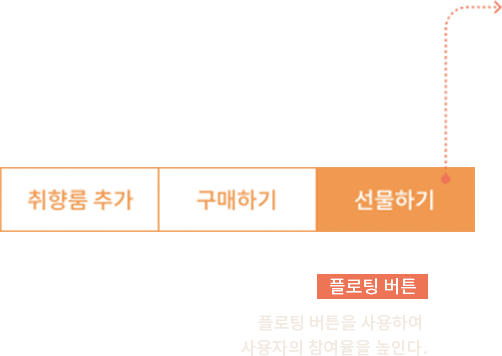 취향룸 추가
구매하기
선물하기
플로팅 버튼
플로팅 버튼을 사용하여
사용자의 참여율을 높인다.